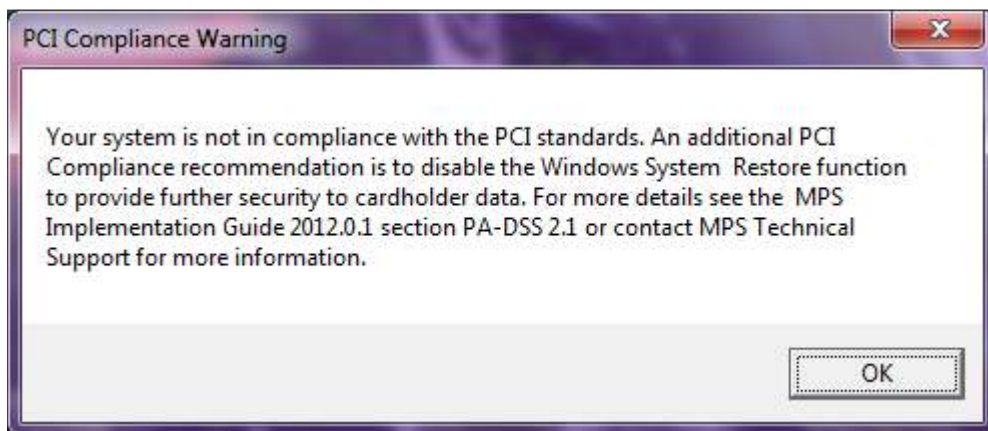 PCI Compliance Warning
Your system is not in compliance with the PCI standards. An additional PCI
Compliance recommendation is to disable the Windows System  Restore function
to provide further security to cardholder data. For more details see the  MPS
Implementation Guide 2012.0.1 section PA-DSS 2.1 or contact MPS Technical
Support for more information.
OK